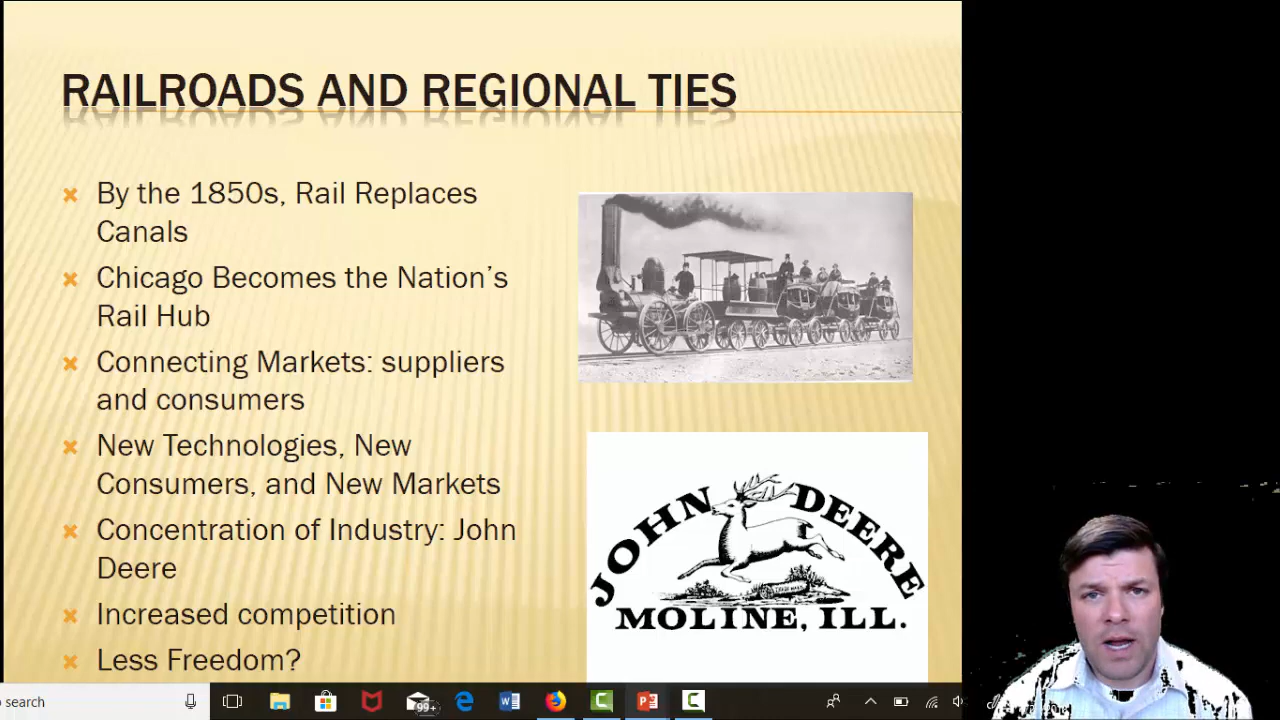 RAILROADS AND REGIONAL TIES
By the 1850s, Rail Replaces
Canals
Chicago Becomes the Nation’s
Rail Hub
Connecting Markets: suppliers
and consumers
New Technologies, New
Consumers, and New Markets
Concentration of Industry: John
Deere
Increased competition
Less Freedom?
JOHN DEERE
MOLINE, ILL.
search
99+